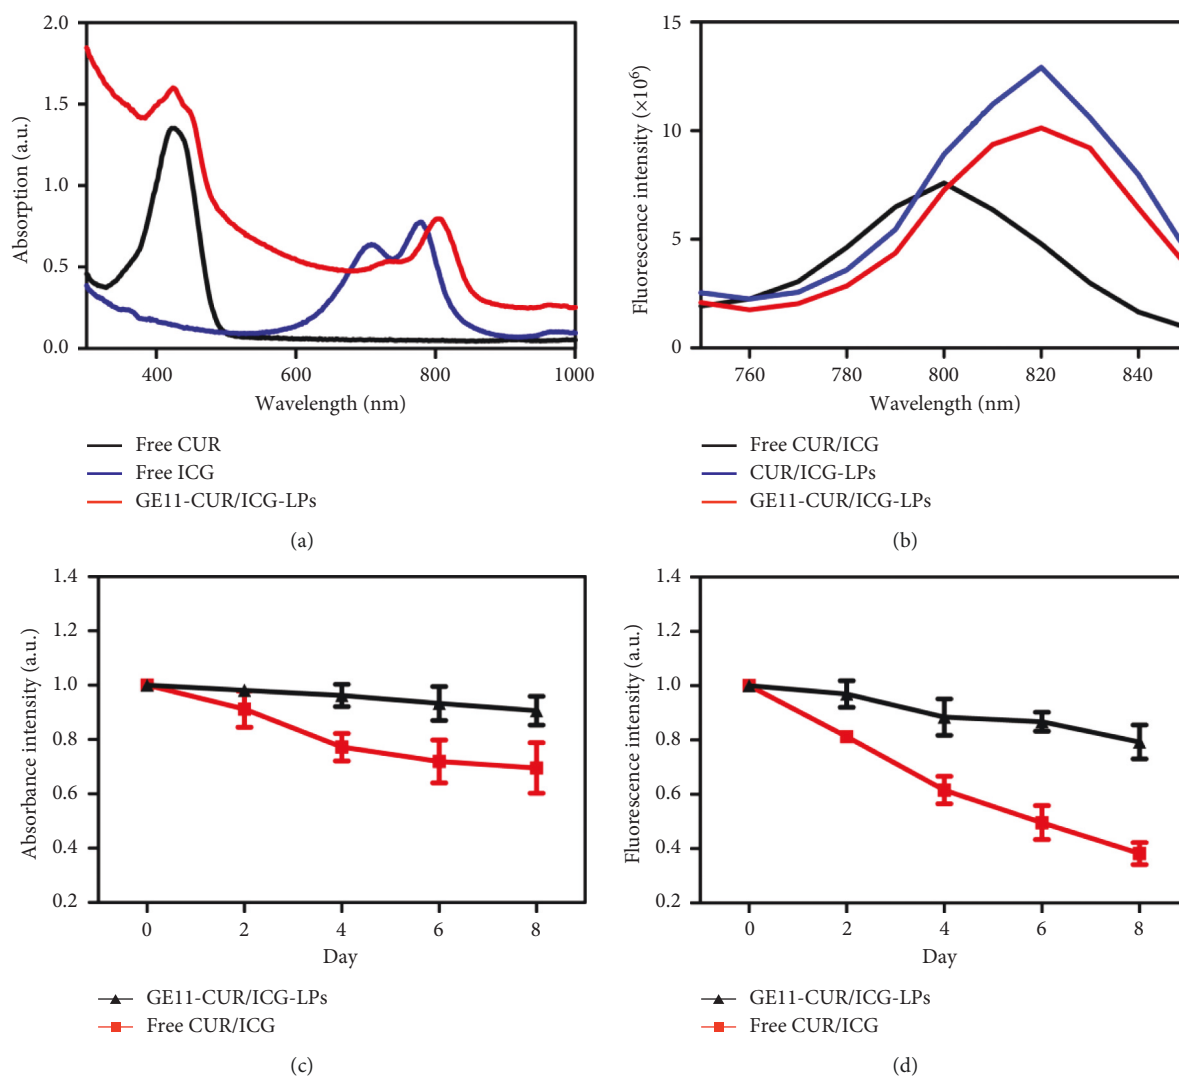 2.0
1.5
1.0
0.5
0.0
Absorption (a.u.)
400
600
800
1000
Wavelength (nm)
Free CUR
Free ICG
GE11-CUR/ICG-LPs
(a)
15
10
5
0
Fluorescence intensity (×10⁶)
760
780
800
820
840
Wavelength (nm)
Free CUR/ICG
CUR/ICG-LPs
GE11-CUR/ICG-LPs
(b)
1.4
1.2
1.0
0.8
0.6
0.4
0.2
Absorbance intensity (a.u.)
0
2
4
6
8
Day
GE11-CUR/ICG-LPs
Free CUR/ICG
(c)
1.4
1.2
1.0
0.8
0.6
0.4
0.2
Fluorescence intensity (a.u.)
0
2
4
6
8
Day
GE11-CUR/ICG-LPs
Free CUR/ICG
(d)